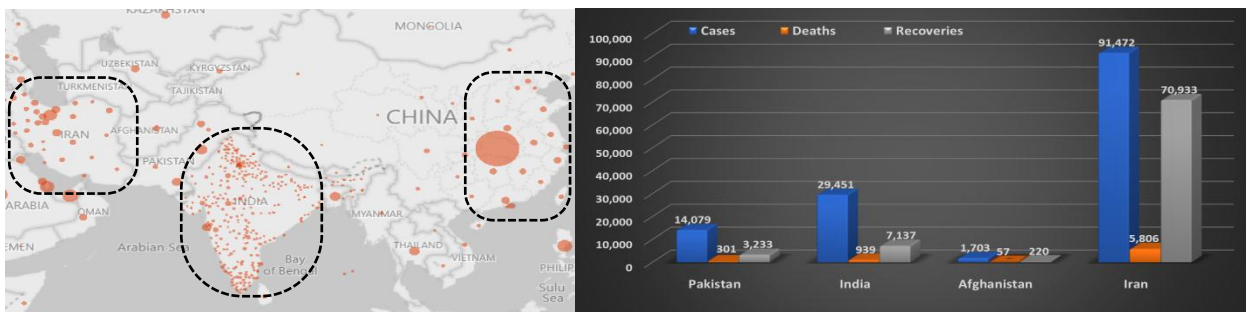 KAZAKHSTAN
MONGOLIA
UZBEKISTAN
KYRGYZSTAN
TURKMENISTAN
TAJIKISTAN
CHINA
IRAN
AFGHANISTAN
PAKISTAN
INDIA
ARABIA
OMAN
MYANMAR
EMEN
Arabian Sea
THAILAND
Bay
of Bengal
VIETNAM
PHILIP
Sulu
Sea
Cases
Deaths
Recoveries
100,000
90,000
80,000
70,000
60,000
50,000
40,000
30,000
20,000
10,000
0
14,079
301
3,233
29,451
939
7,137
1,703
57
220
91,472
5,806
70,933
Pakistan
India
Afghanistan
Iran